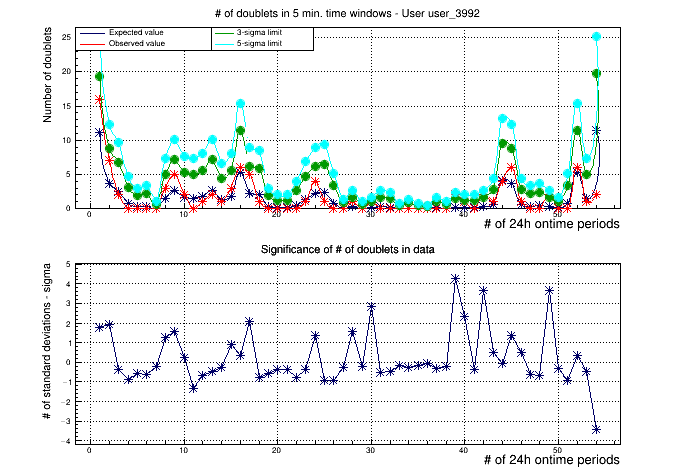 # of doublets in 5 min. time windows - User user_3992
Number of doublets
Expected value
Observed value
3-sigma limit
5-sigma limit
25
20
15
10
5
0
0 10 20 30 40 50
# of 24h ontime periods
Significance of # of doublets in data
# of standard deviations - sigma
5
4
3
2
1
0
−1
−2
−3
−4
0 10 20 30 40 50
# of 24h ontime periods